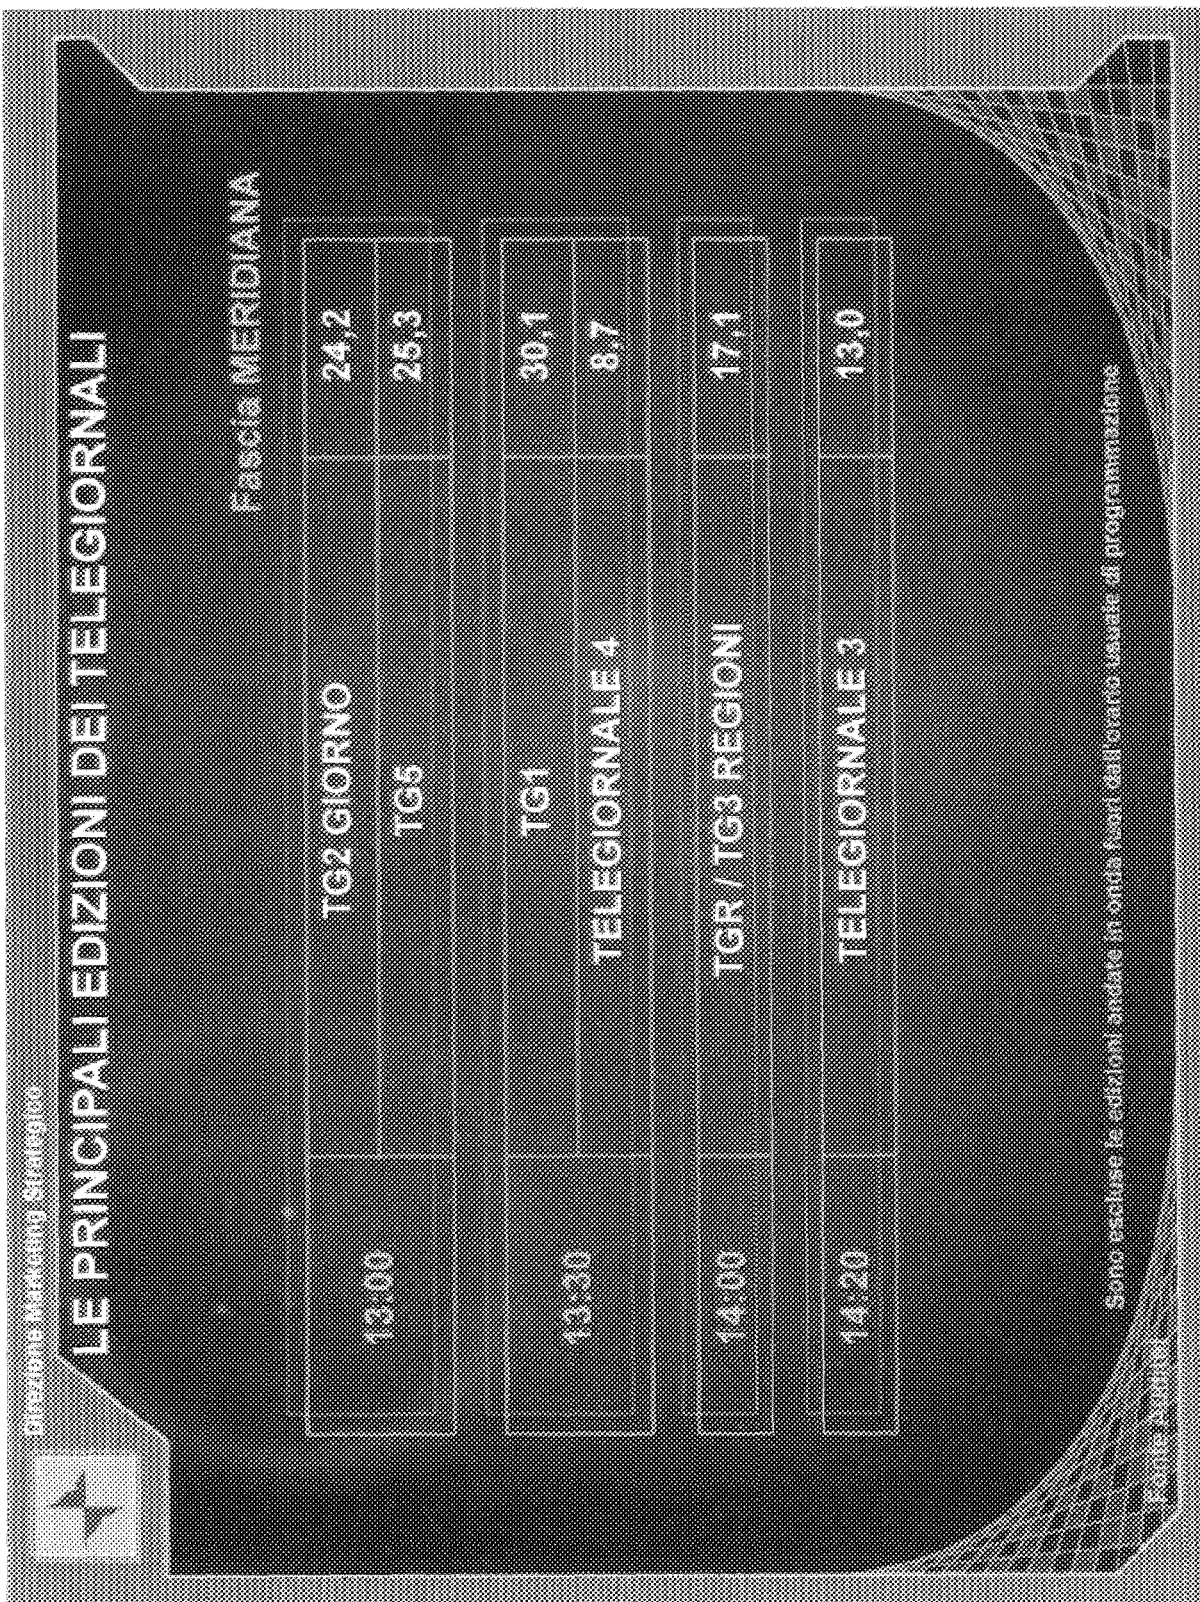 Direzione Marketing Strategico
LE PRINCIPALI EDIZIONI DEI TELEGIORNALI
Fascia MERIDIANA
13:00 TG2 GIORNO 24,2
TG5 25,3
13:30 TG1 30,1
TELEGIORNALE 4 8,7
14:00 TGR / TG3 REGIONI 17,1
14:20 TELEGIORNALE 3 13,0
Sono escluse le edizioni andate in onda fuori dall'orario usuale di programmazione
Fonte Auditel